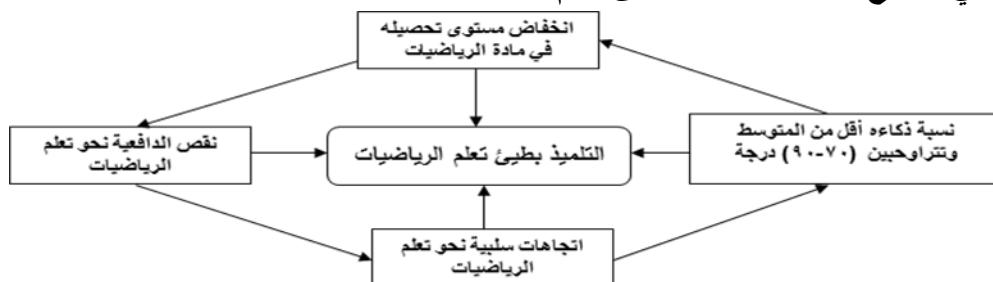 انخفاض مستوى تحصيله
في مادة الرياضيات
نسبة ذكاءه أقل من المتوسط
وتتراوحبين (٧٠-٩٠) درجة
التلميذ بطيئ تعلم الرياضيات
نقص الدافعية نحو تعلم
الرياضيات
اتجاهات سلبية نحو تعلم
الرياضيات